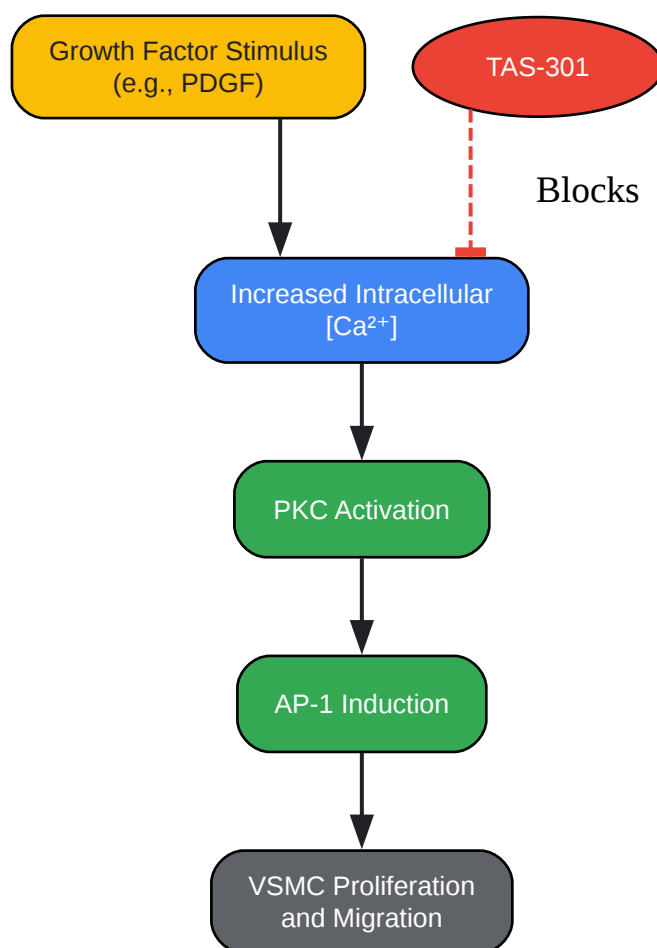 Growth Factor Stimulus
(e.g., PDGF)
TAS-301
Blocks
Increased Intracellular
[Ca²⁺]
PKC Activation
AP-1 Induction
VSMC Proliferation
and Migration